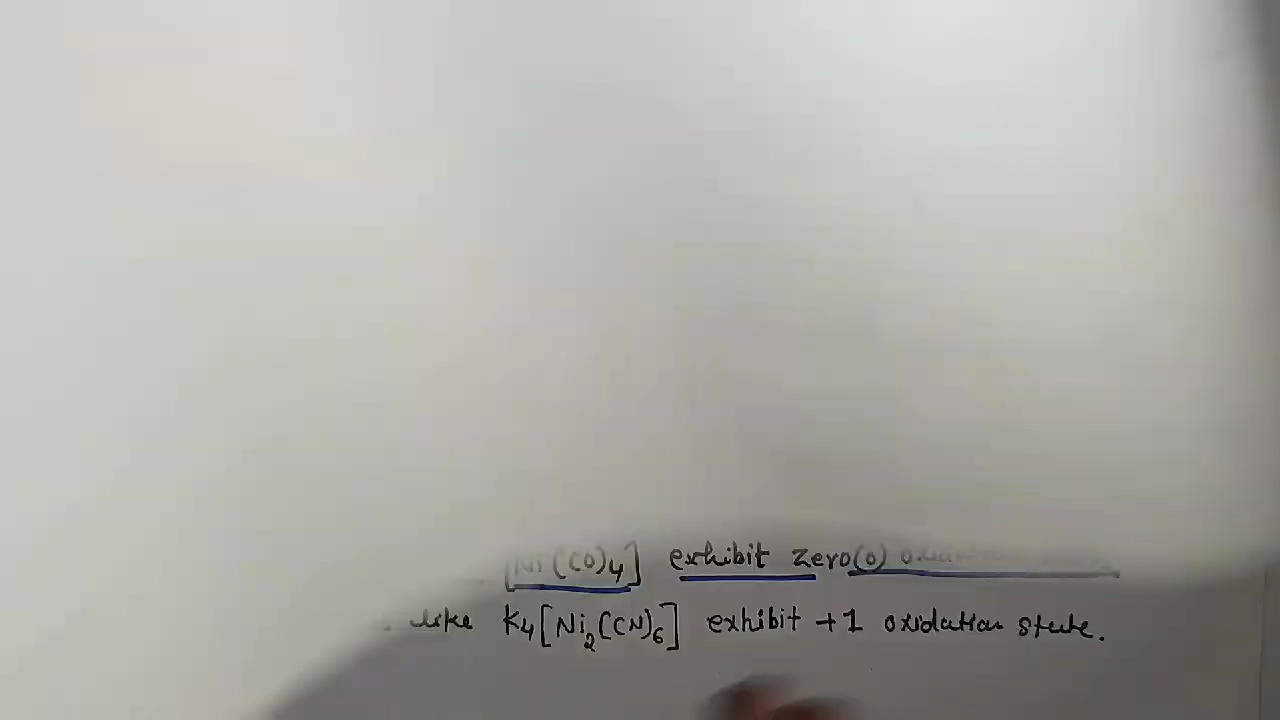 [Ni(CO)4] exhibit zero(0)
like K4[Ni2(CN)6] exhibit +1 oxidation state.